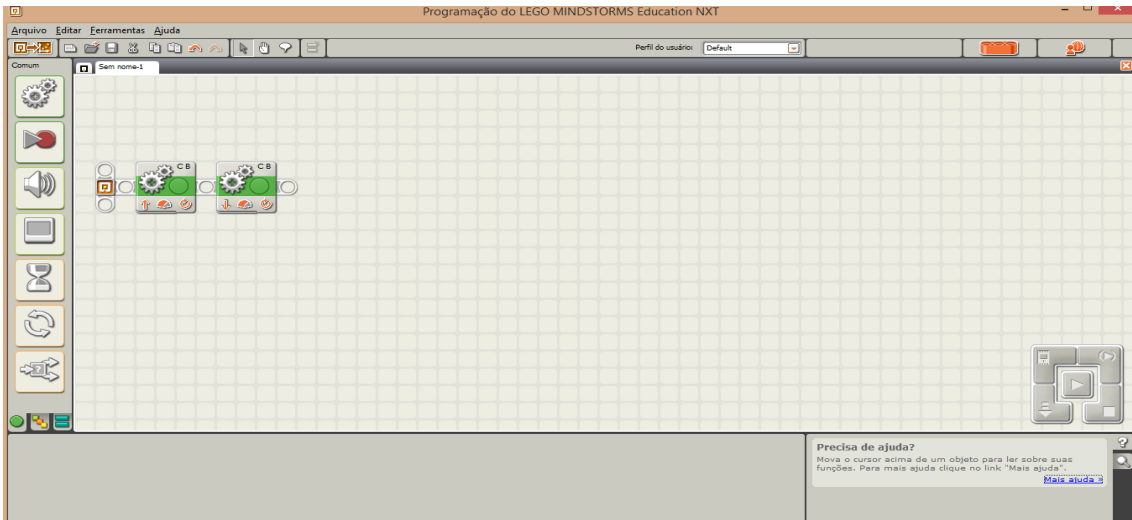 Programação do LEGO MINDSTORMS Education NXT
Arquivo Editar Ferramentas Ajuda
Perfil do usuário: Default
Comum
Sem nome-1
C B
C B
Precisa de ajuda?
Mova o cursor acima de um objeto para ler sobre suas
funções. Para mais ajuda clique no link "Mais ajuda".
Mais ajuda »